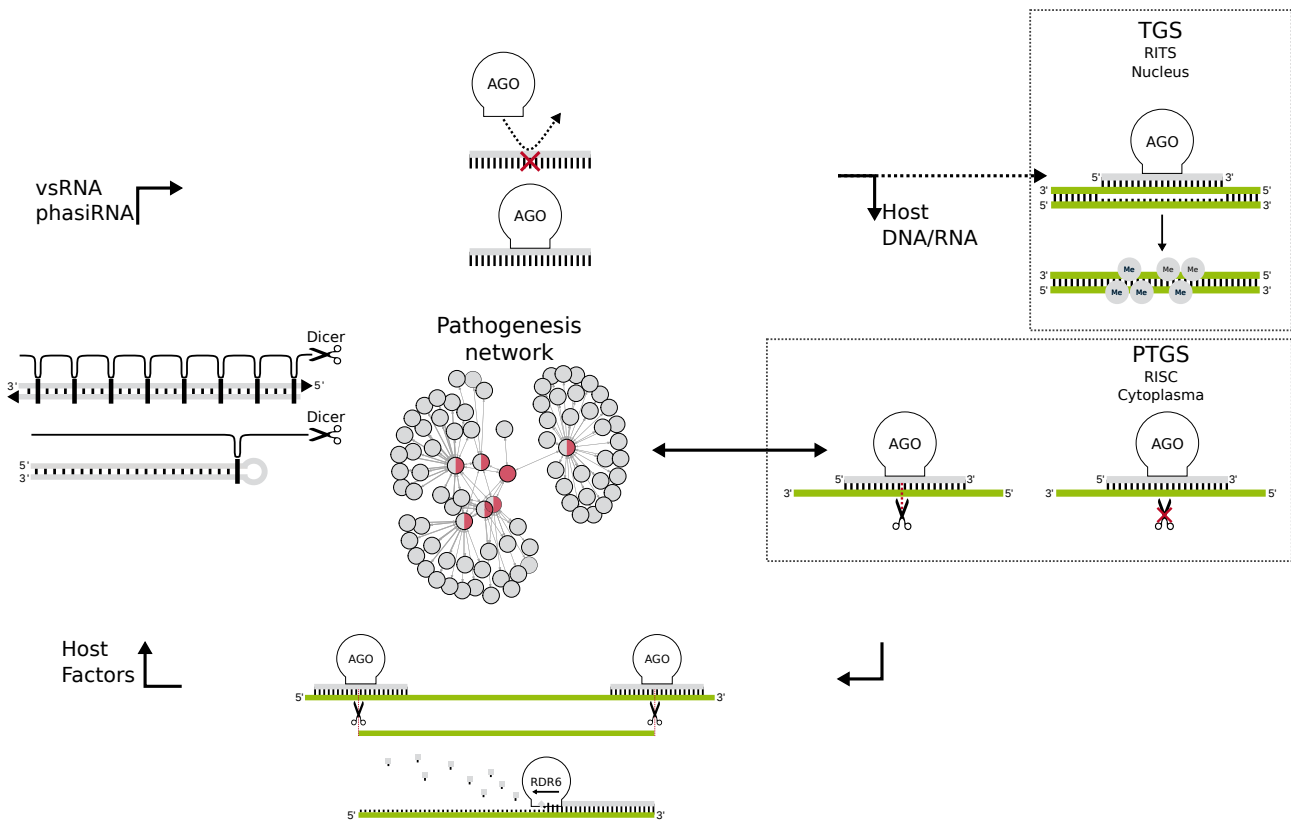 TGS
RITS
Nucleus
AGO
AGO
5' 3'
3' 5'
5' 3'
AGO
vsRNA
phasiRNA
Host
DNA/RNA
Me Me Me
3' 5'
5' 3'
Me Me Me
Pathogenesis
network
Dicer
3' 5'
Dicer
5'
3'
PTGS
RISC
Cytoplasma
AGO
5' 3'
3' 5'
AGO
5' 3'
3' 5'
Host
Factors
AGO
AGO
5' 3'
RDR6
5' 3'